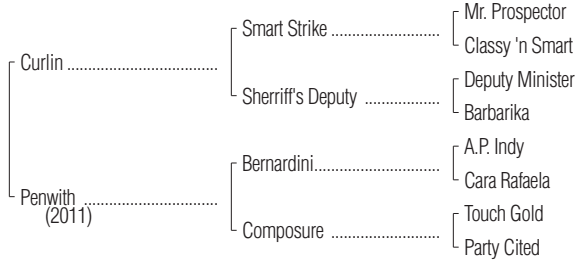 Mr. Prospector
Smart Strike ......................
Classy 'n Smart
Curlin ..............................
Deputy Minister
Sherriff's Deputy ...............
Barbarika
A.P. Indy
Bernardini.........................
Cara Rafaela
Penwith ...........................
(2011)
Touch Gold
Composure ......................
Party Cited